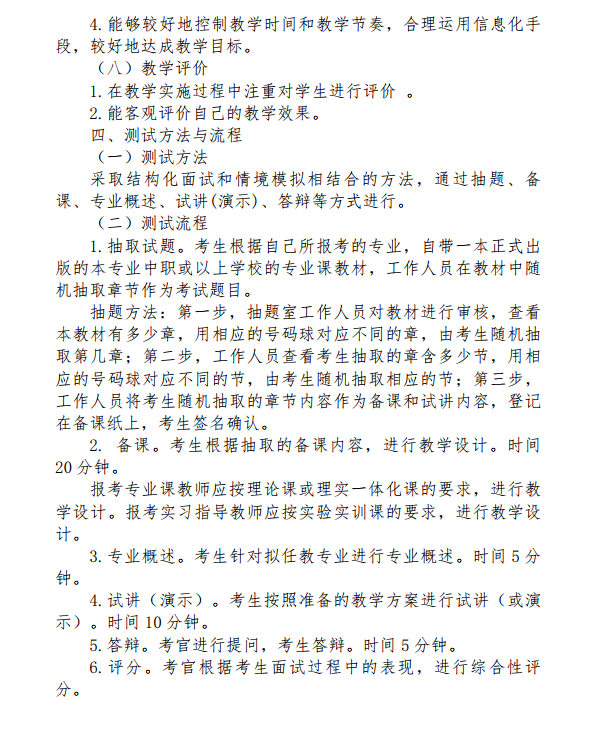 4.能够较好地控制教学时间和教学节奏，合理运用信息化手
段，较好地达成教学目标。
（八）教学评价
1.在教学实施过程中注重对学生进行评价 。
2.能客观评价自己的教学效果。
四、测试方法与流程
（一）测试方法
采取结构化面试和情境模拟相结合的方法，通过抽题、备
课、专业概述、试讲(演示)、答辩等方式进行。
（二）测试流程
1.抽取试题。考生根据自己所报考的专业，自带一本正式出
版的本专业中职或以上学校的专业课教材，工作人员在教材中随
机抽取章节作为考试题目。
抽题方法：第一步，抽题室工作人员对教材进行审核，查看
本教材有多少章，用相应的号码球对应不同的章，由考生随机抽
取第几章；第二步，工作人员查看考生抽取的章含多少节，用相
应的号码球对应不同的节，由考生随机抽取相应的节；第三步，
工作人员将考生随机抽取的章节内容作为备课和试讲内容，登记
在备课纸上，考生签名确认。
2. 备课。考生根据抽取的备课内容，进行教学设计。时间
20分钟。
报考专业课教师应按理论课或理实一体化课的要求，进行教
学设计。报考实习指导教师应按实验实训课的要求，进行教学设
计。
3.专业概述。考生针对拟任教专业进行专业概述。时间5分
钟。
4.试讲（演示）。考生按照准备的教学方案进行试讲（或演
示）。时间10分钟。
5.答辩。考官进行提问，考生答辩。时间5分钟。
6.评分。考官根据考生面试过程中的表现，进行综合性评
分。